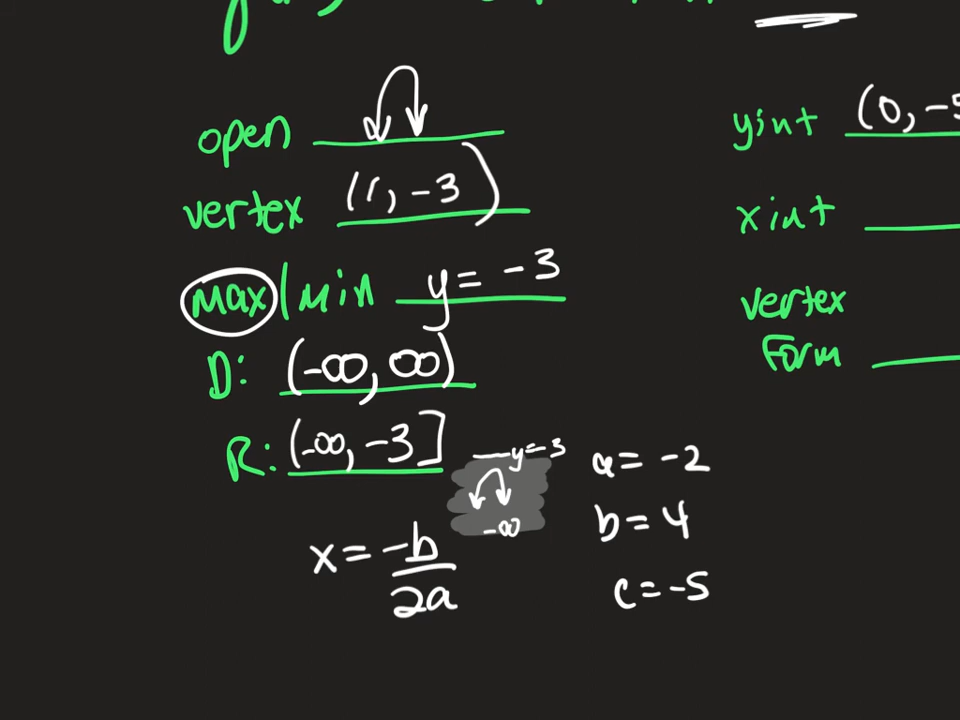 open
vertex (1, -3)
max/min y = -3
D: (-∞, ∞)
R: (-∞, -3]
y=-3
-∞
x = -b/2a
a = -2
b = 4
c = -5
yint (0, -5
xint
vertex
Form